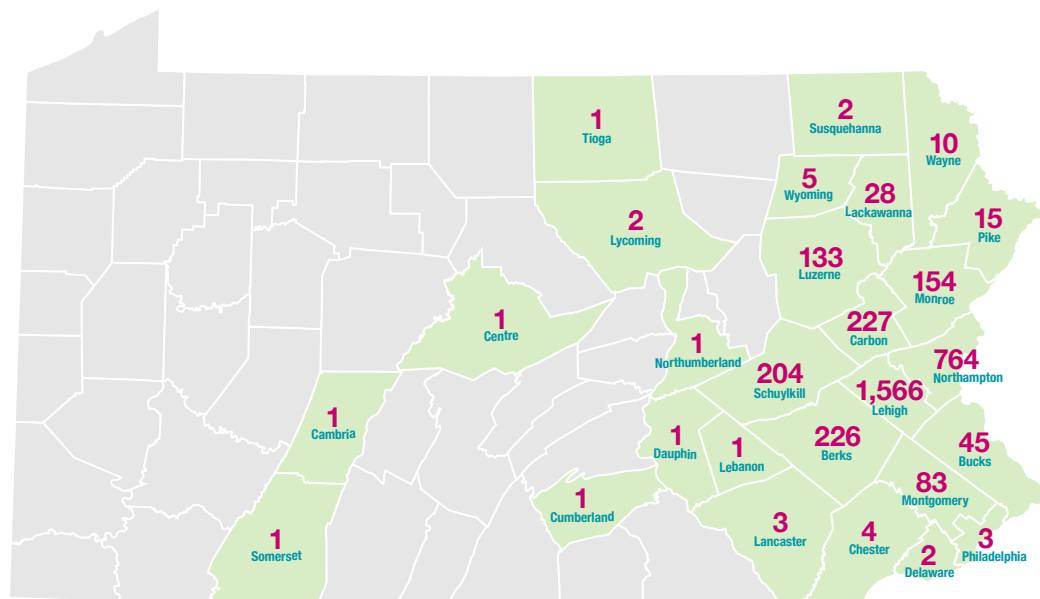 1
Tioga
2
Susquehanna
10
Wayne
5
Wyoming
28
Lackawanna
15
Pike
2
Lycoming
133
Luzerne
154
Monroe
1
Centre
227
Carbon
1
Northumberland
764
Northampton
204
Schuylkill
1,566
Lehigh
1
Cambria
1
Dauphin
1
Lebanon
226
Berks
45
Bucks
83
Montgomery
1
Cumberland
1
Somerset
3
Lancaster
4
Chester
2
Delaware
3
Philadelphia